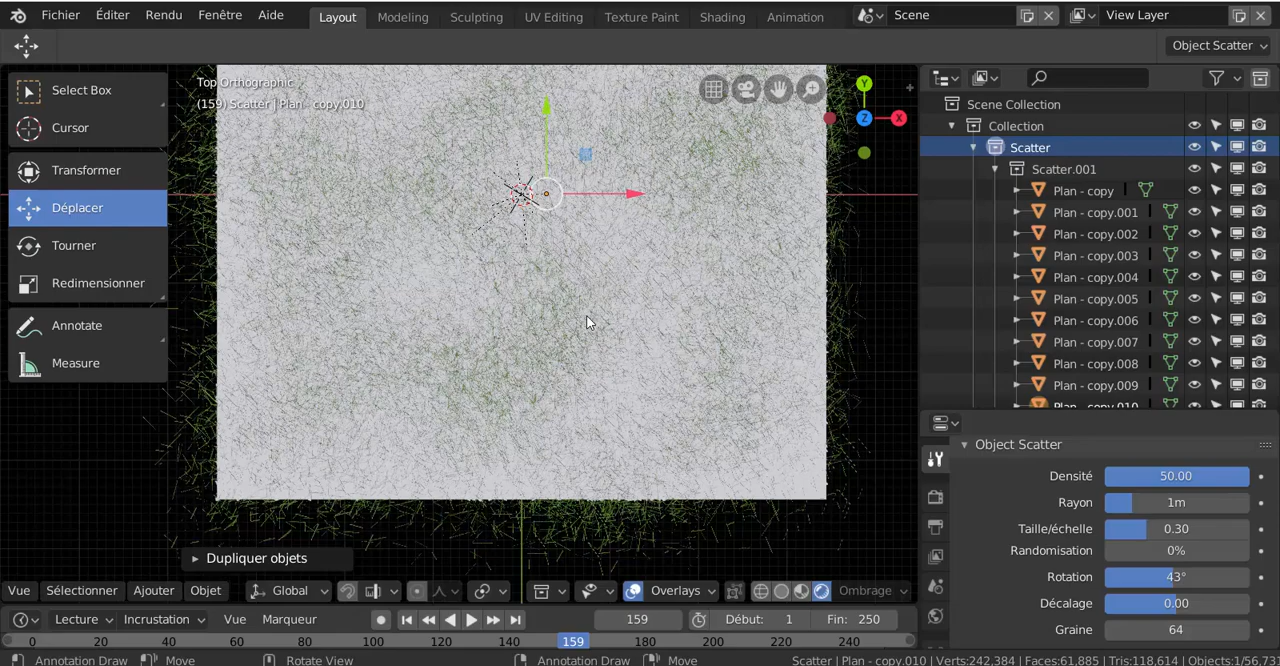 Fichier Éditer Rendu Fenêtre Aide Layout Modeling Sculpting UV Editing Texture Paint Shading Animation Scene View Layer
Object Scatter
Select Box
Cursor
Transformer
Déplacer
Tourner
Redimensionner
Annotate
Measure
Top Orthographic
(159) Scatter | Plan - copy.010
Y
Z
X
Dupliquer objets
Scene Collection
Collection
Scatter
Scatter.001
Plan - copy
Plan - copy.001
Plan - copy.002
Plan - copy.003
Plan - copy.004
Plan - copy.005
Plan - copy.006
Plan - copy.007
Plan - copy.008
Plan - copy.009
Plan - copy.010
Object Scatter
Densité 50.00
Rayon 1m
Taille/échelle 0.30
Randomisation 0%
Rotation 43°
Décalage 0.00
Graine 64
Vue Sélectionner Ajouter Objet Global Overlays Ombrage
Lecture Incrustation Vue Marqueur 159 Début: 1 Fin: 250
0 20 40 60 80 100 120 140 159 180 200 220 240
Annotation Draw Move Rotate View Annotation Draw Move Scatter | Plan - copy.010 | Verts:242,384 | Faces:61,885 | Tris:118,614 | Objects:1/56,73